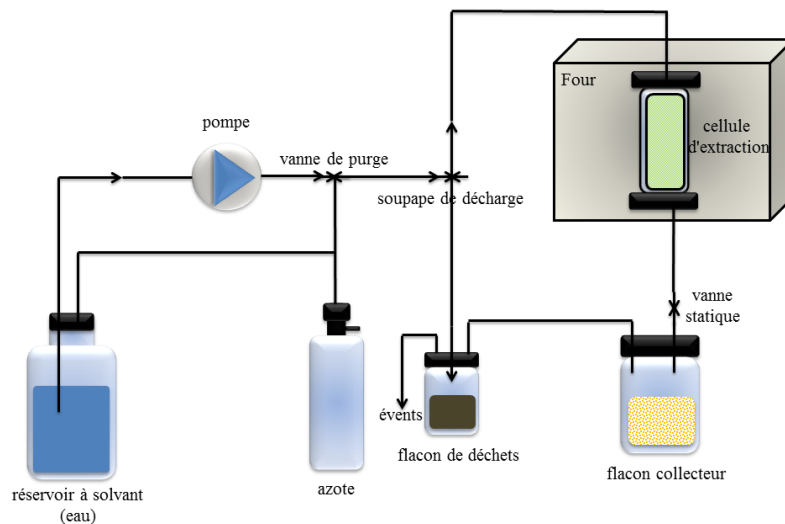 Four
pompe
cellule
d'extraction
vanne de purge
soupape de décharge
vanne
statique
évents
flacon de déchets
flacon collecteur
azote
réservoir à solvant
(eau)